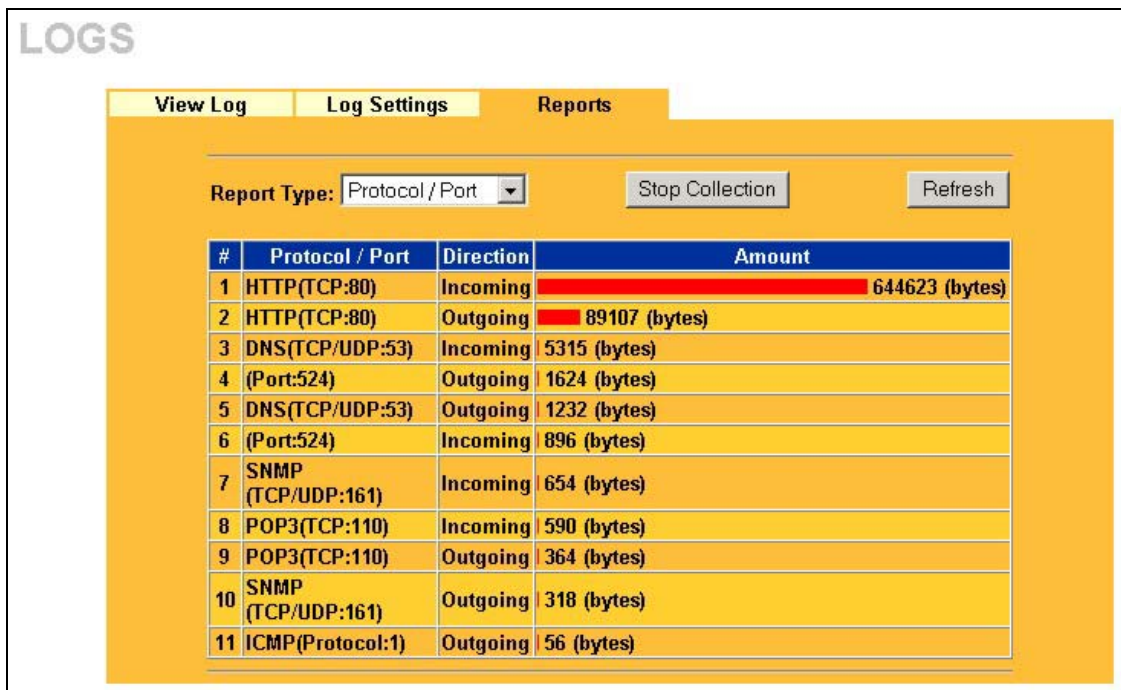 LOGS
View Log Log Settings Reports
Report Type: Protocol / Port Stop Collection Refresh
# Protocol / Port Direction Amount
1 HTTP(TCP:80) Incoming 644623 (bytes)
2 HTTP(TCP:80) Outgoing 89107 (bytes)
3 DNS(TCP/UDP:53) Incoming 5315 (bytes)
4 (Port:524) Outgoing 1624 (bytes)
5 DNS(TCP/UDP:53) Outgoing 1232 (bytes)
6 (Port:524) Incoming 896 (bytes)
7 SNMP
(TCP/UDP:161) Incoming 654 (bytes)
8 POP3(TCP:110) Incoming 590 (bytes)
9 POP3(TCP:110) Outgoing 364 (bytes)
10 SNMP
(TCP/UDP:161) Outgoing 318 (bytes)
11 ICMP(Protocol:1) Outgoing 56 (bytes)